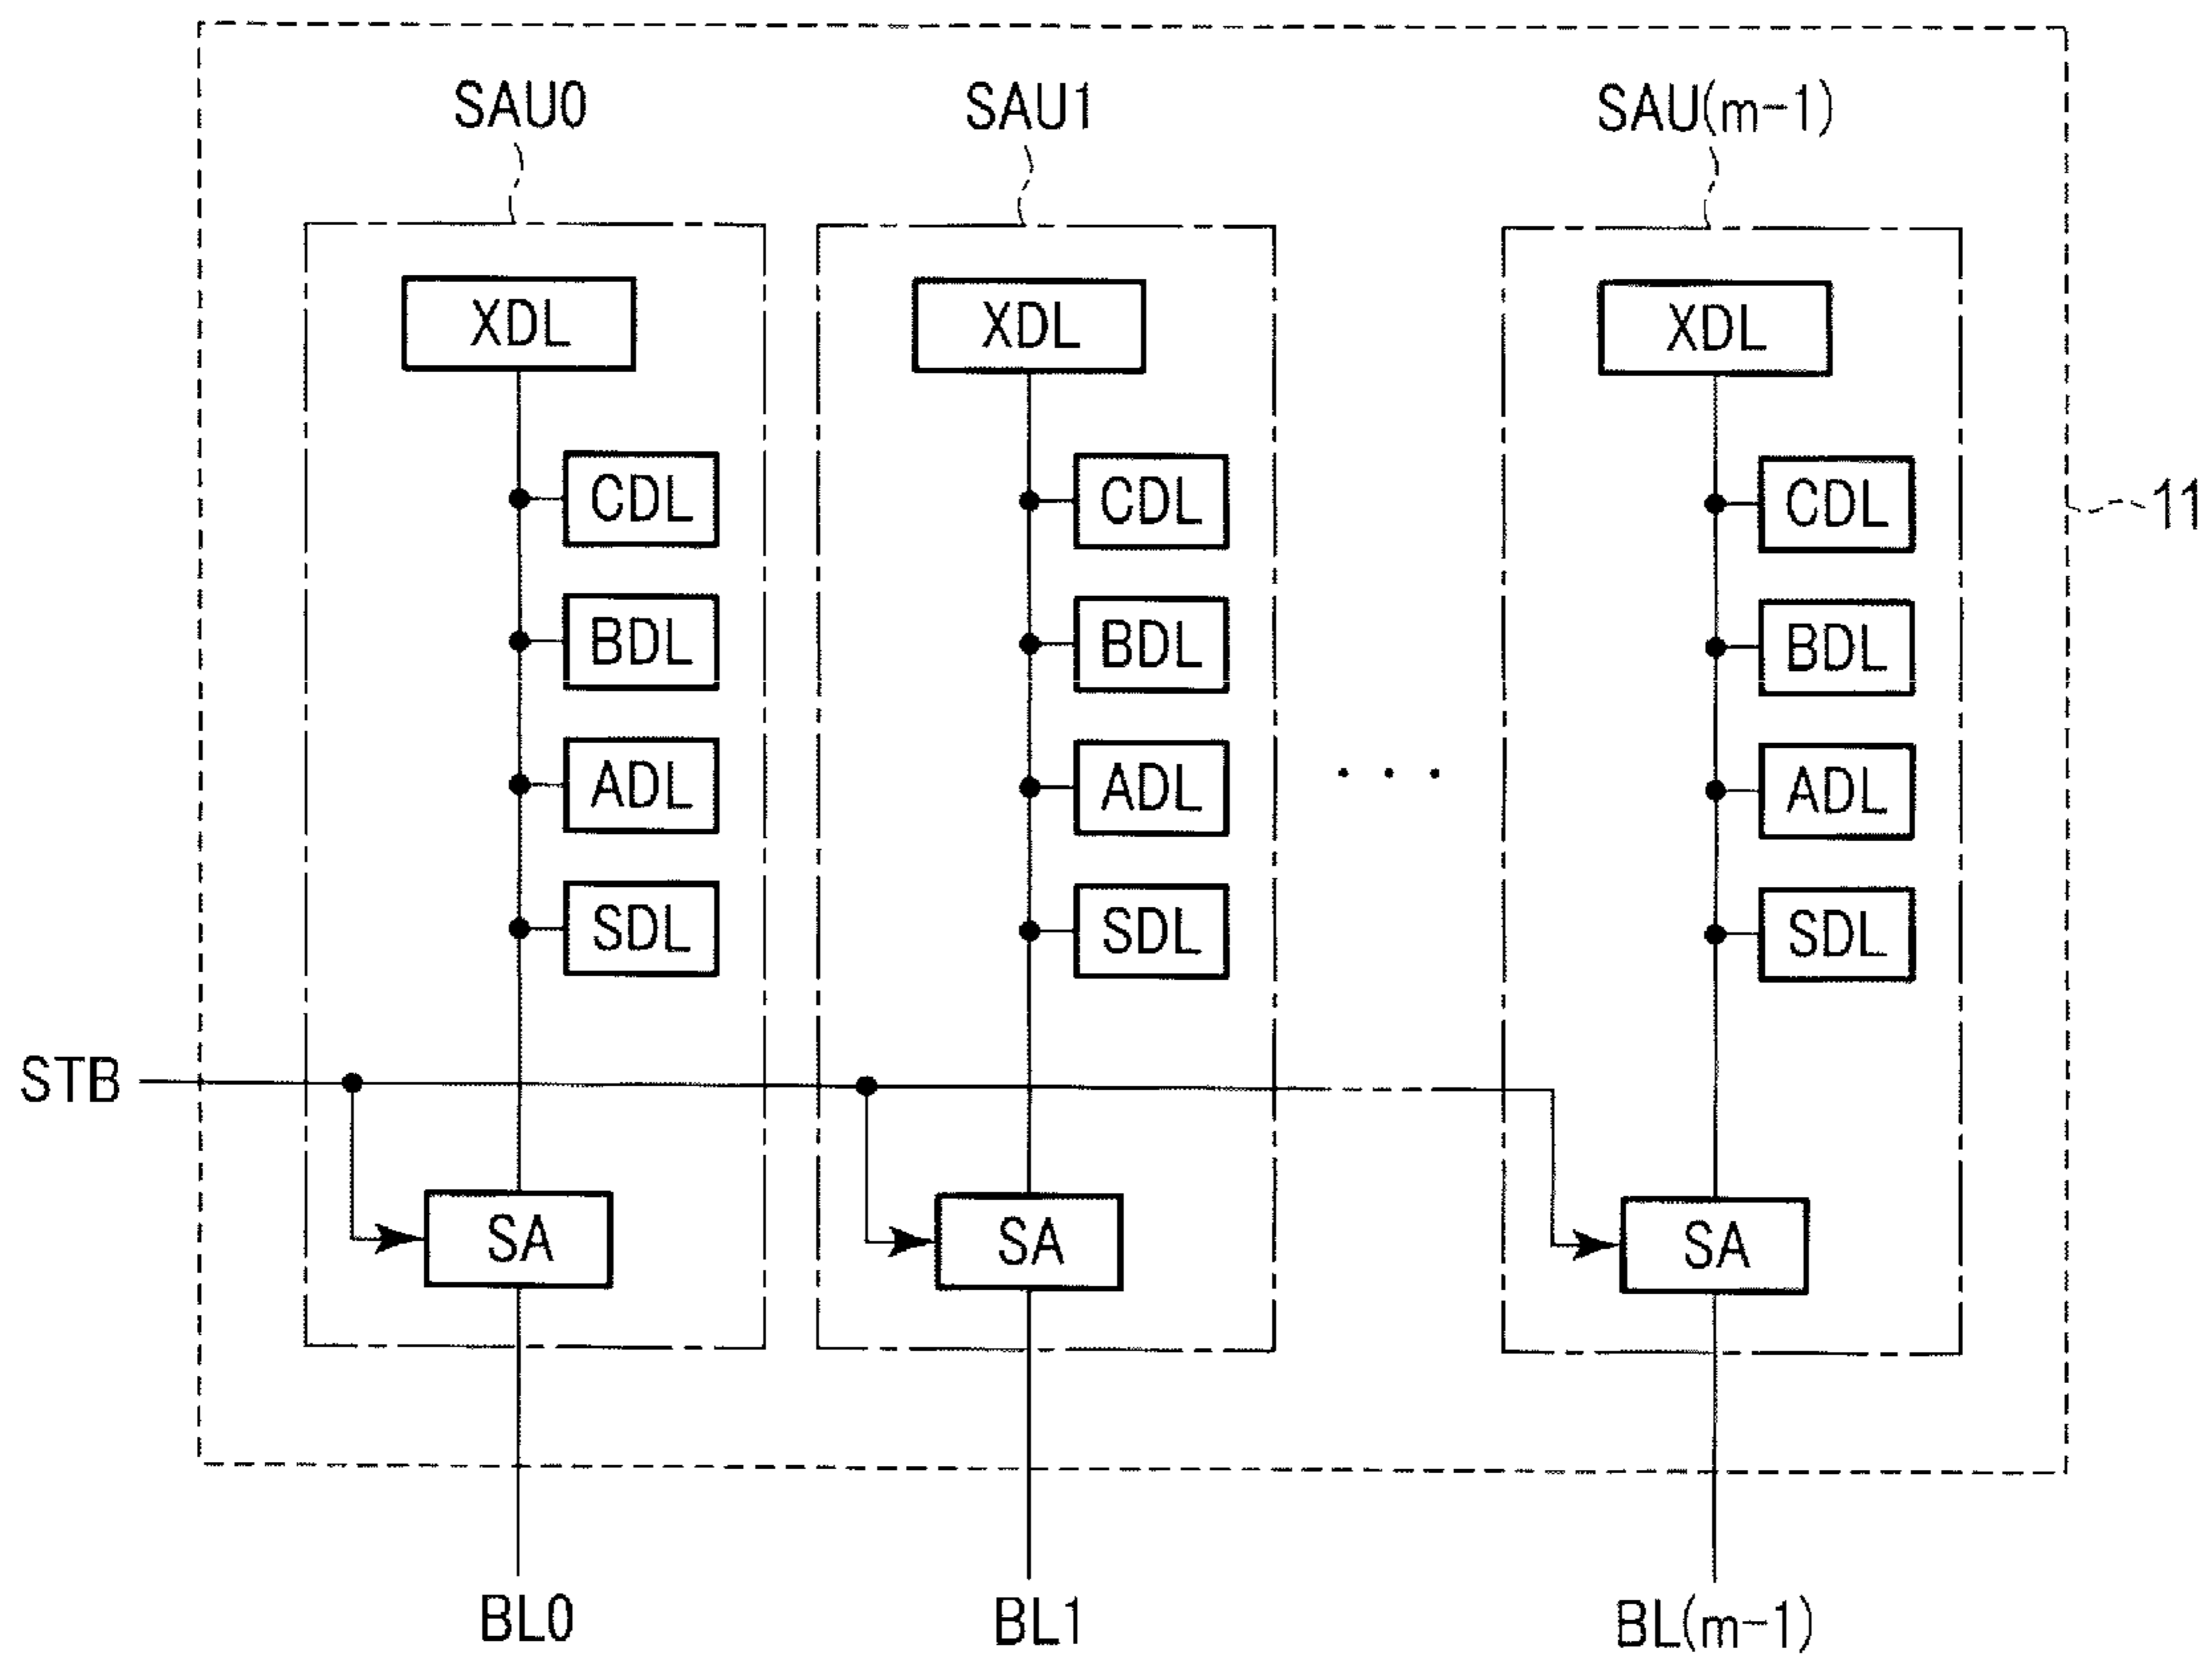 SAU0 SAU1 SAU(m-1)
XDL XDL XDL
CDL CDL CDL 11
BDL BDL BDL
ADL ADL . . . ADL
SDL SDL SDL
STB
SA SA SA
BL0 BL1 BL(m-1)